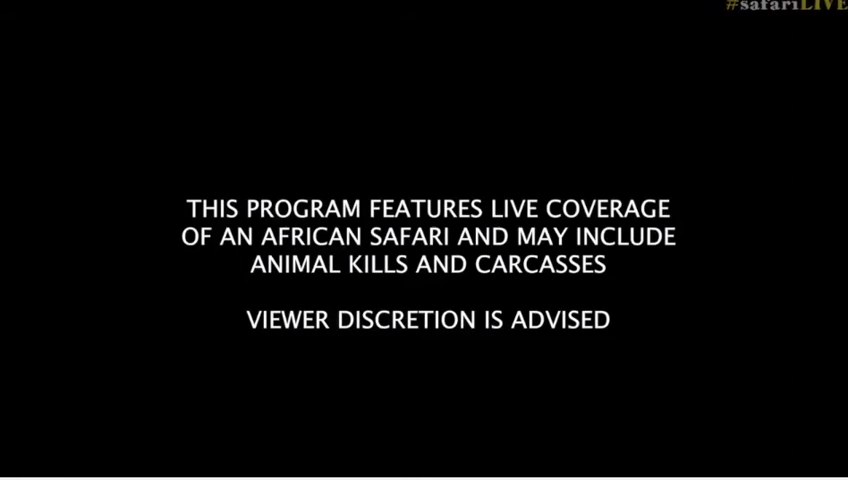 #safariLIVE
THIS PROGRAM FEATURES LIVE COVERAGE
OF AN AFRICAN SAFARI AND MAY INCLUDE
ANIMAL KILLS AND CARCASSES
VIEWER DISCRETION IS ADVISED